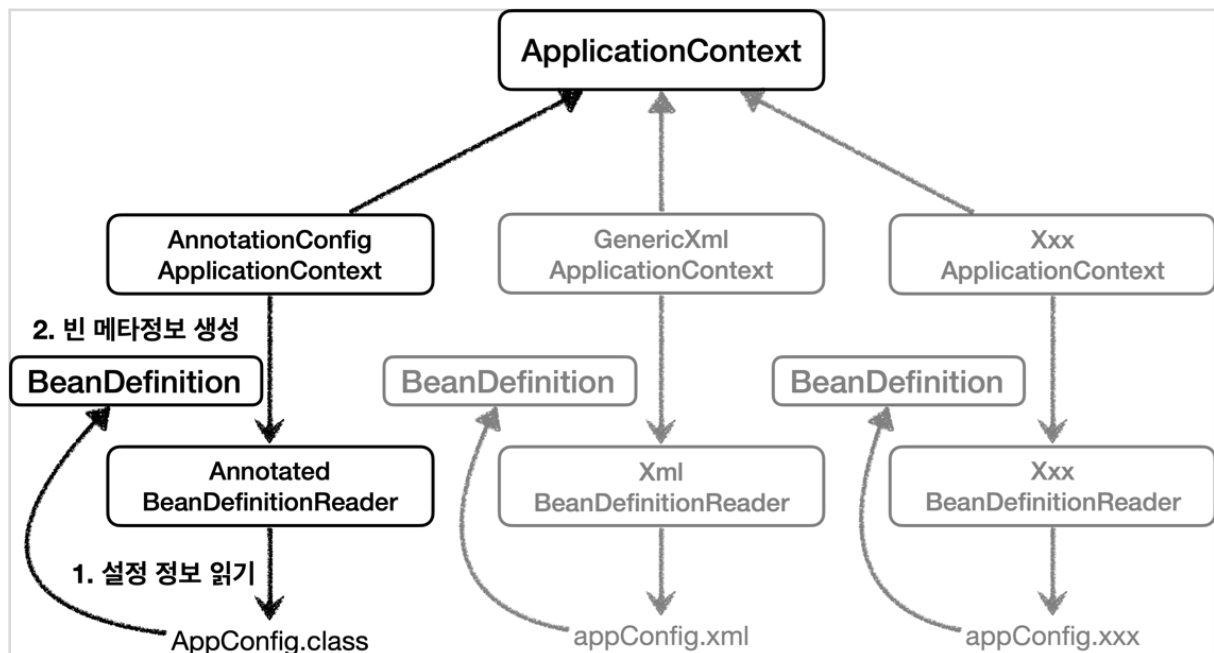 ApplicationContext
AnnotationConfig
ApplicationContext
GenericXml
ApplicationContext
Xxx
ApplicationContext
2. 빈 메타정보 생성
BeanDefinition
BeanDefinition
BeanDefinition
Annotated
BeanDefinitionReader
Xml
BeanDefinitionReader
Xxx
BeanDefinitionReader
1. 설정 정보 읽기
AppConfig.class
appConfig.xml
appConfig.xxx